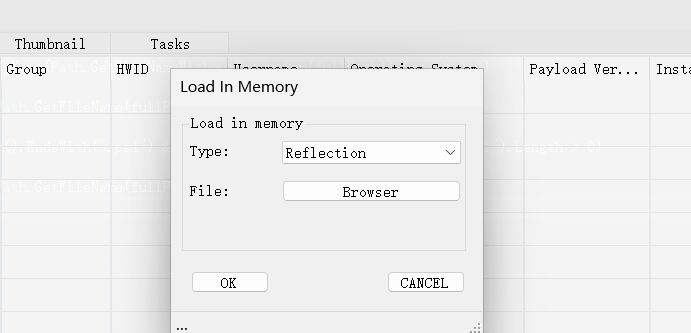 Thumbnail Tasks
Group HWID Username Operating System Payload Ver... Insta
Load In Memory
Load in memory
Type: Reflection
File: Browser
OK CANCEL
...